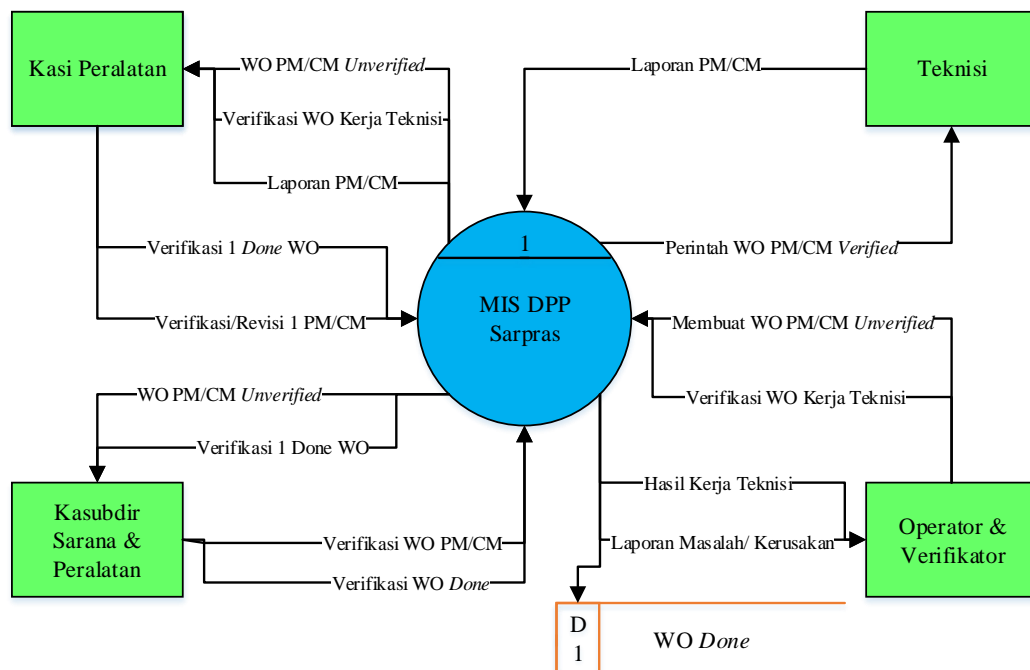 Kasi Peralatan
WO PM/CM Unverified
Verifikasi WO Kerja Teknisi
Laporan PM/CM
Verifikasi 1 Done WO
Verifikasi/Revisi 1 PM/CM
Laporan PM/CM
Teknisi
Perintah WO PM/CM Verified
1
MIS DPP
Sarpras
Membuat WO PM/CM Unverified
Verifikasi WO Kerja Teknisi
WO PM/CM Unverified
Verifikasi 1 Done WO
Kasubdir
Sarana &
Peralatan
Verifikasi WO PM/CM
Verifikasi WO Done
Hasil Kerja Teknisi
Laporan Masalah/ Kerusakan
Operator &
Verifikator
D
1
WO Done